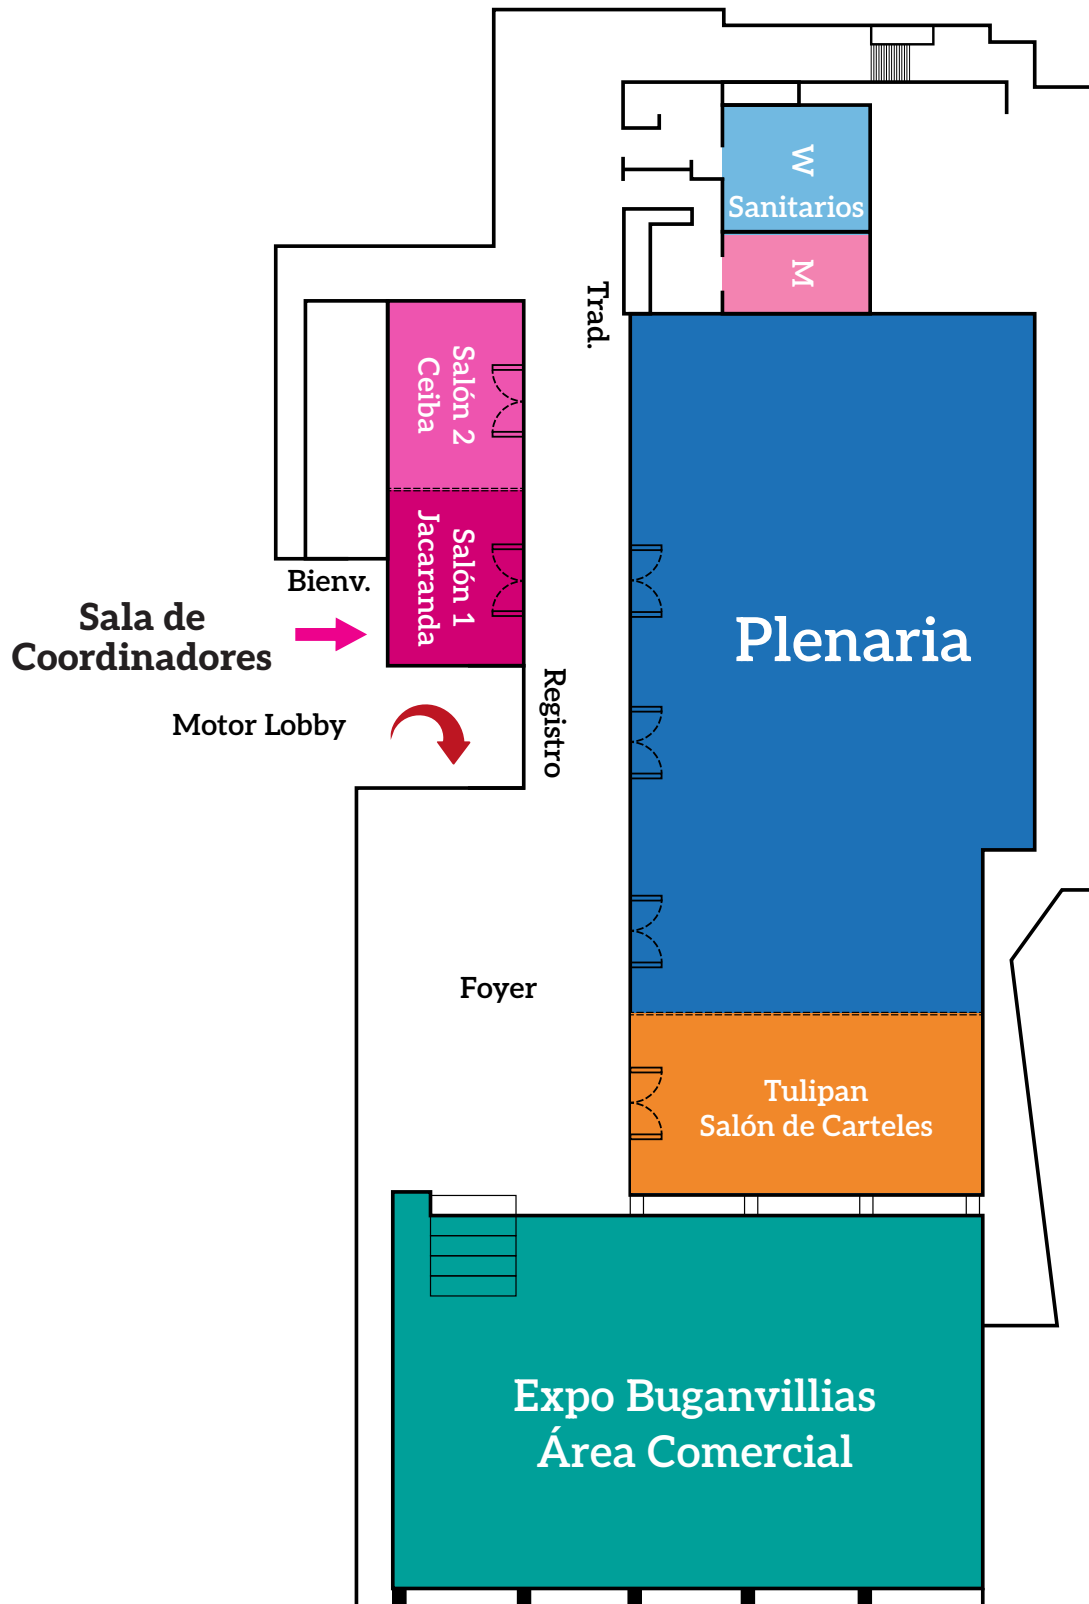 W
Sanitarios
M
Trad.
Salón 2
Ceiba
Salón 1
Jacaranda
Bienv.
Sala de
Coordinadores
Motor Lobby
Registro
Plenaria
Foyer
Tulipan
Salón de Carteles
Expo Buganvillias
Área Comercial